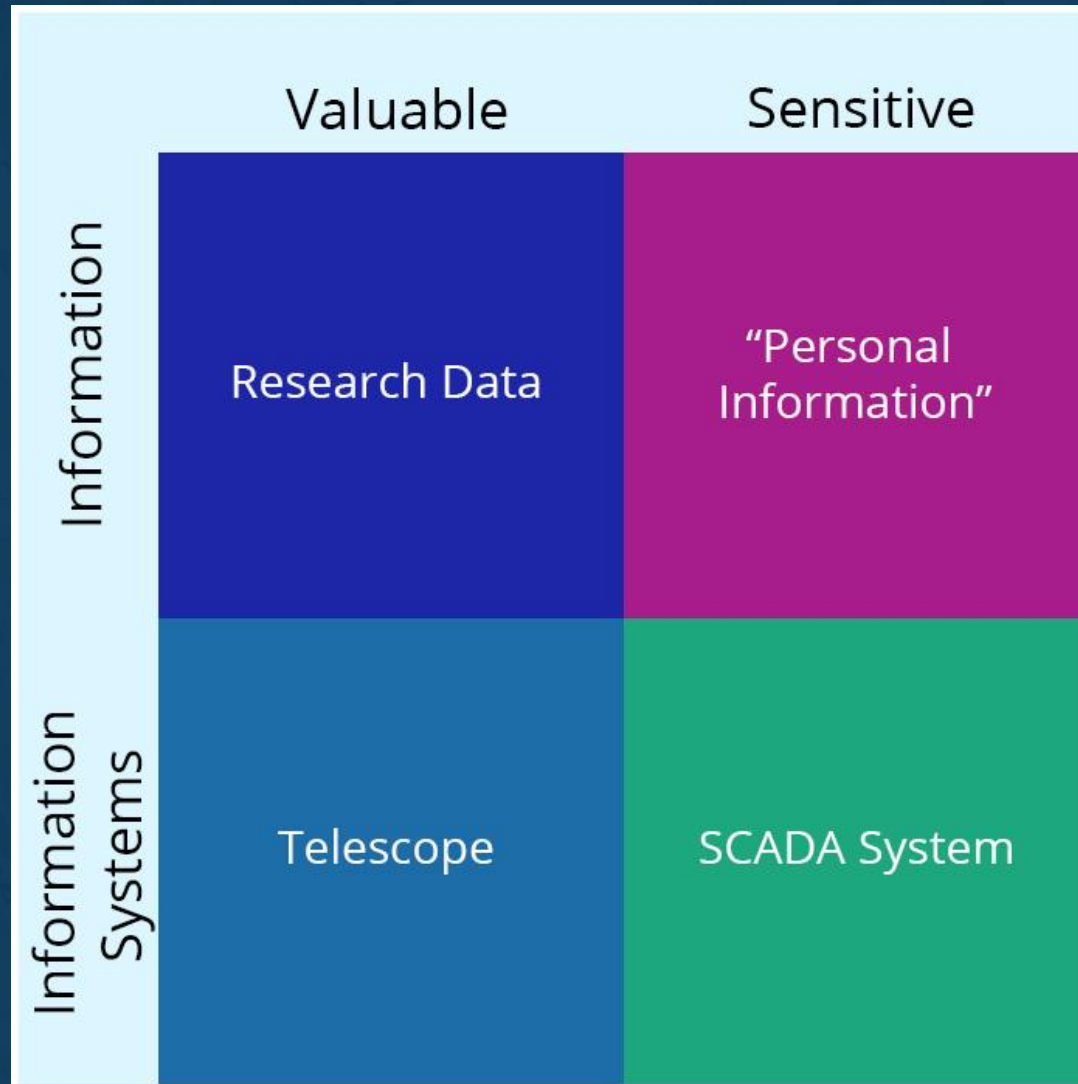 Valuable
Sensitive
Information
Research Data
“Personal
Information”
Information
Systems
Telescope
SCADA System